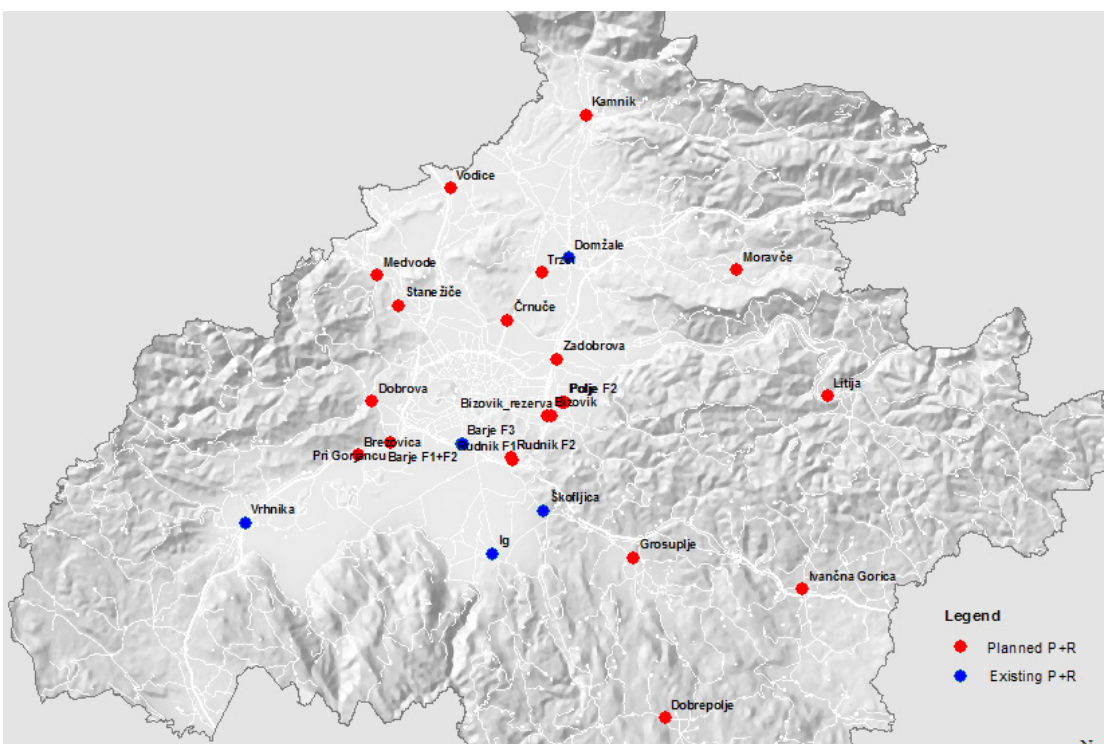 Kamnik
Vodice
Domžale
Medvode
Trzin
Moravče
Stanežiče
Črnuče
Zadobrova
Dobrova
Polje F2
Litija
Bizovik_rezerva
Bizovik
Barje F3
Brezovica
Rudnik F1
Rudnik F2
Pri Gorjancu
Barje F1+F2
Škofljica
Vrhnika
Ig
Grosuplje
Ivančna Gorica
Legend
Planned P+R
Existing P+R
Dobrepolje